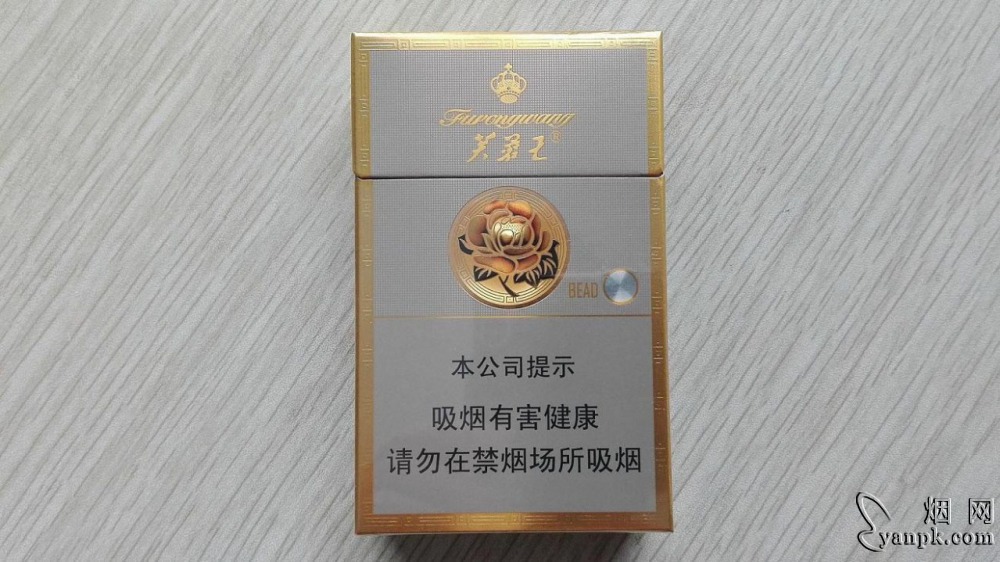 Furongwang
芙蓉王®
BEAD
本公司提示
吸烟有害健康
请勿在禁烟场所吸烟
烟网
yanpk.com